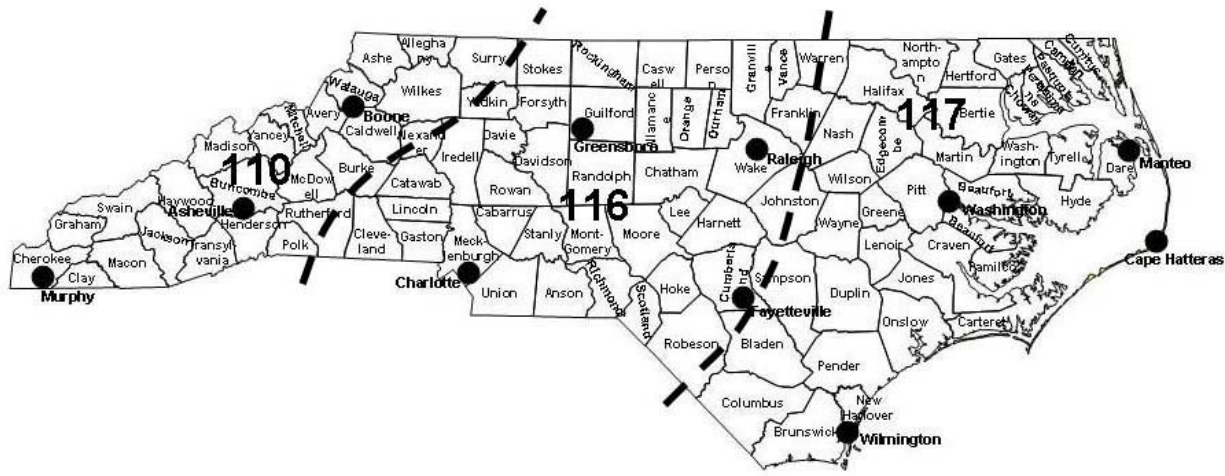 Ashe
Allegha
ny
Surry
Stokes
Rockingham
Casw
ell
Person
Granvill
e
Vance
Warren
North-
ampto
n
Gates
Hertford
Currituc
Camden
Watauga
Wilkes
Yadkin
Forsyth
Guilford
Alamanc
e
Orange
Durham
Franklin
Halifax
117
Bertie
Chowan
Avery
Boone
Mitchell
Caldwell
Alexand
er
Davie
Greensboro
Nash
Edgecom
be
Yancey
Madison
110
McDow
ell
Burke
Iredell
Davidson
Randolph
Chatham
Wake
Raleigh
Wilson
Martin
Wash-
ington
Tyrelle
Dare
Manteo
Catawab
Rowan
Buncombe
Haywood
Swain
Asheville
Rutherford
Lincoln
Cabarrus
116
Lee
Johnston
Pitt
Beaufort
Washington
Hyde
Graham
Jackson
Henderson
Transyl-
vania
Polk
Cleve-
land
Gaston
Meck-
lenburgh
Stanly
Mont-
Gomery
Moore
Harnett
Wayne
Greene
Lenoir
Craven
Beaufort
Pamlico
Cape Hatteras
Cherokee
Clay
Macon
Murphy
Charlotte
Union
Anson
Richmond
Scotland
Hoke
Cumberla
nd
Fayetteville
Sampson
Duplin
Jones
Onslow
Carteret
Robeson
Bladen
Pender
Columbus
New
Hanover
Brunswick
Wilmington